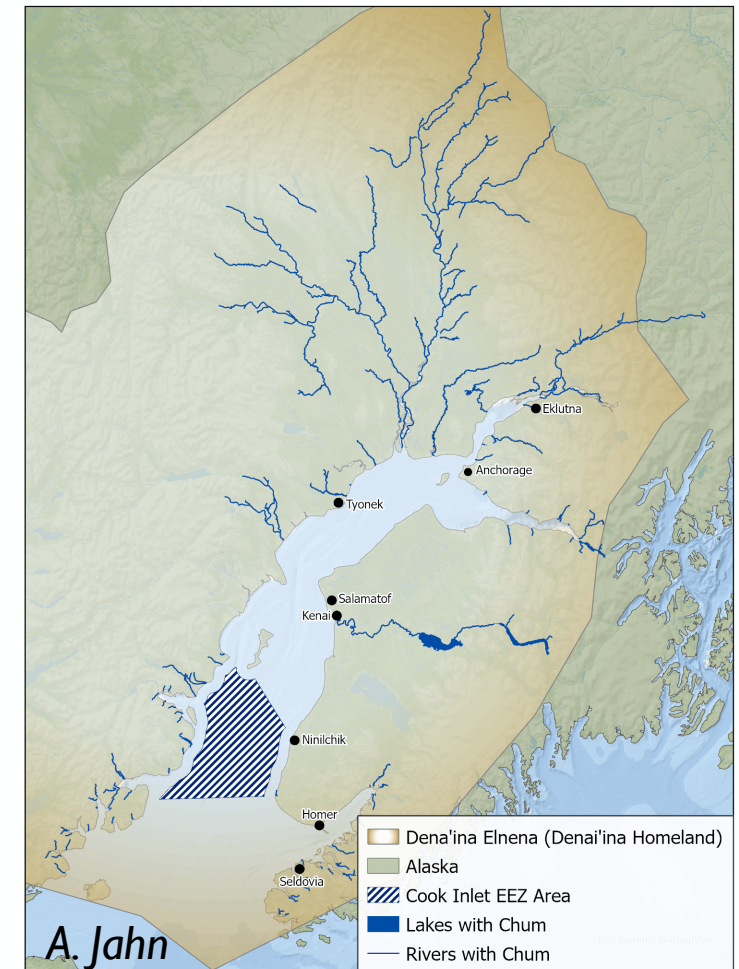 Eklutna
Anchorage
Tyonek
Salamatof
Kenai
Ninilchik
Homer
Seldovia
Dena'ina Elnena (Denai'ina Homeland)
Alaska
Cook Inlet EEZ Area
Lakes with Chum
Rivers with Chum
A. Jahn